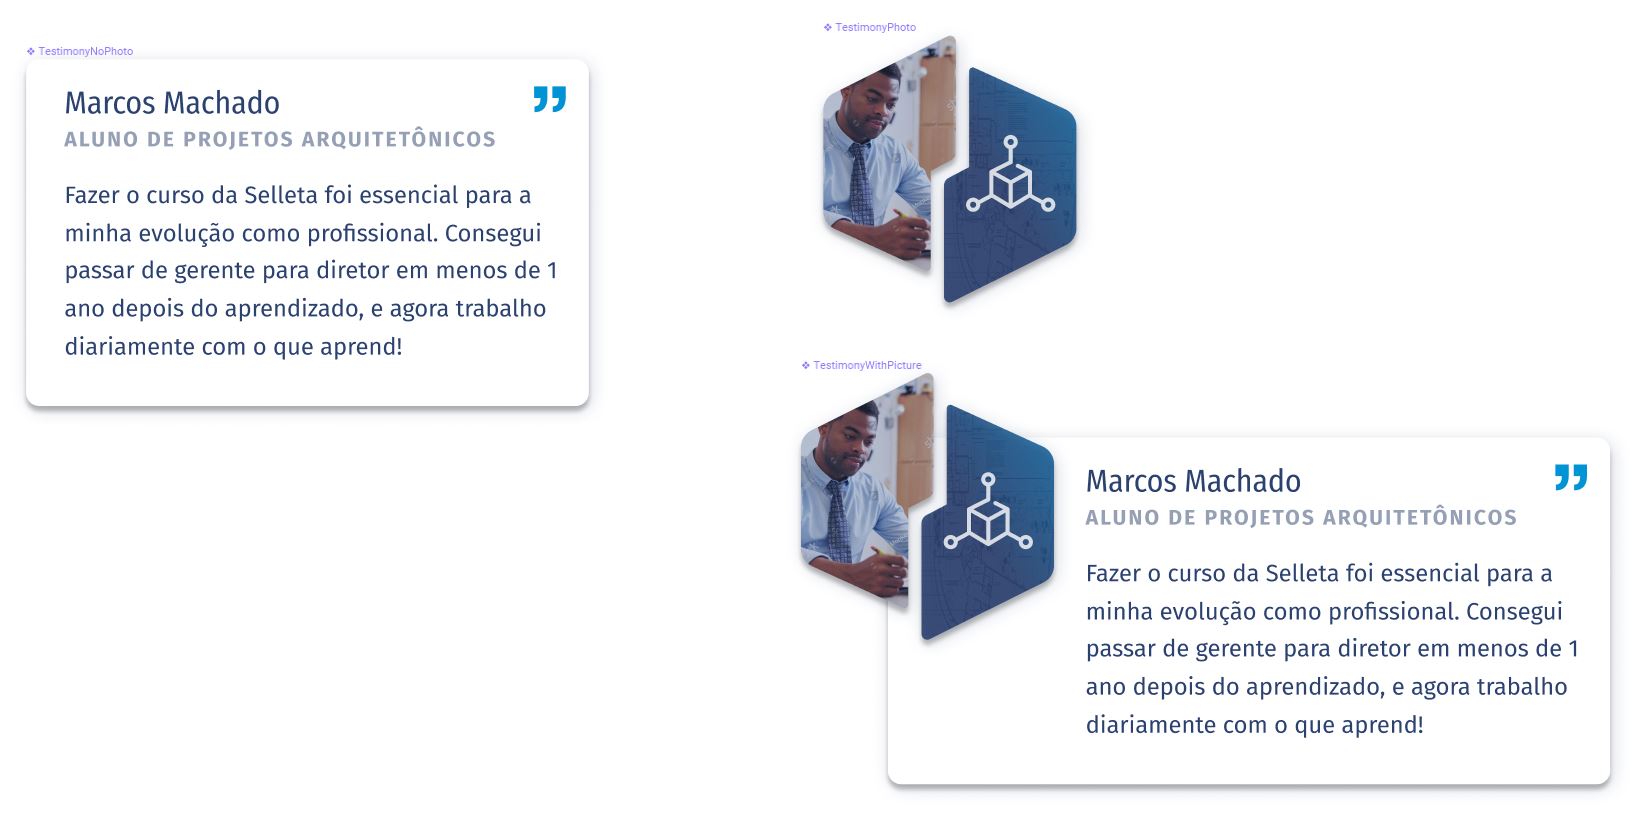 TestimonyNoPhoto
Marcos Machado
ALUNO DE PROJETOS ARQUITETÔNICOS
Fazer o curso da Selleta foi essencial para a
minha evolução como profissional. Consegui
passar de gerente para diretor em menos de 1
ano depois do aprendizado, e agora trabalho
diariamente com o que aprend!
TestimonyPhoto
TestimonyWithPicture
Marcos Machado
ALUNO DE PROJETOS ARQUITETÔNICOS
Fazer o curso da Selleta foi essencial para a
minha evolução como profissional. Consegui
passar de gerente para diretor em menos de 1
ano depois do aprendizado, e agora trabalho
diariamente com o que aprend!